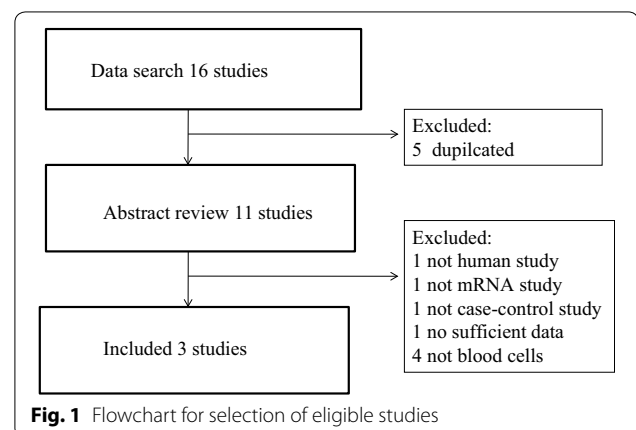 Data search 16 studies
Excluded:
5 dupilcated
Abstract review 11 studies
Excluded:
1 not human study
1 not mRNA study
1 not case-control study
1 no sufficient data
4 not blood cells
Included 3 studies
Fig. 1 Flowchart for selection of eligible studies